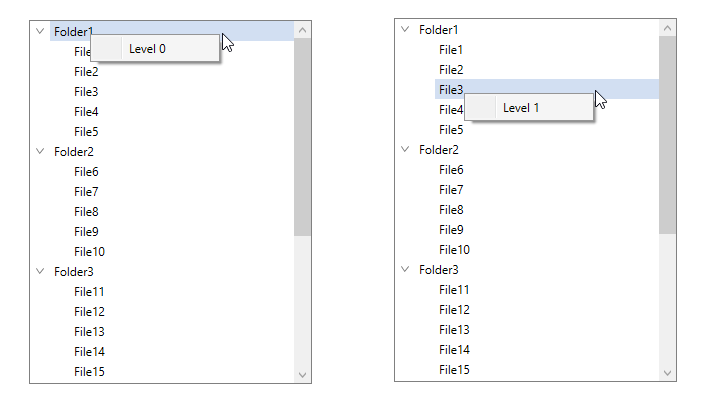 Folder1
Level 0
File2
File3
File4
File5
Folder2
File6
File7
File8
File9
File10
Folder3
File11
File12
File13
File14
File15
Folder1
File1
File2
File3
Level 1
File4
File5
Folder2
File6
File7
File8
File9
File10
Folder3
File11
File12
File13
File14
File15